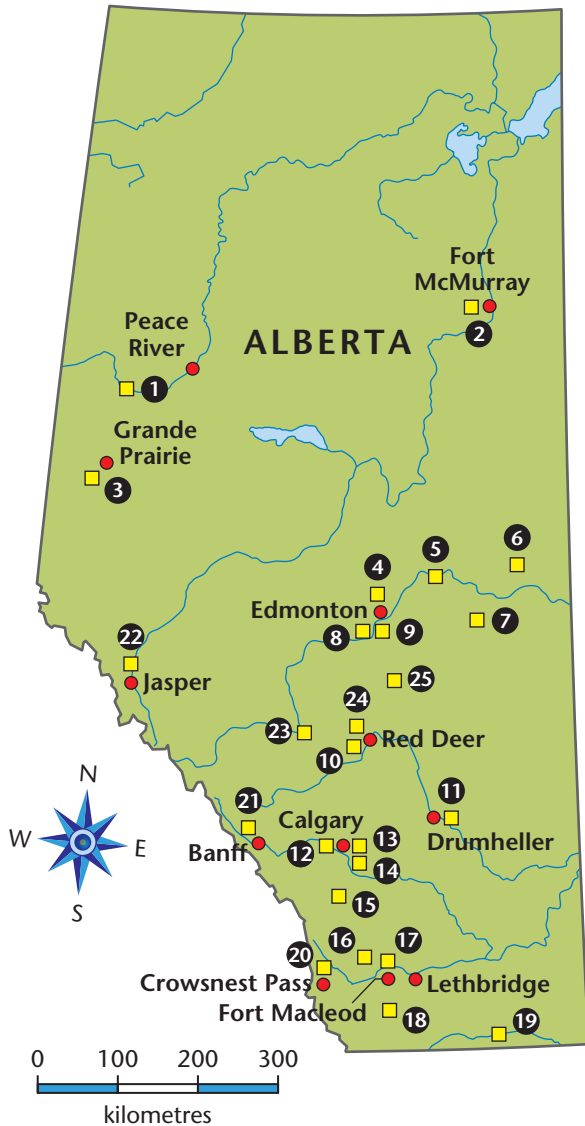 Fort
McMurray
2
Peace
River
ALBERTA
1
Grande
Prairie
3
6
5
4
Edmonton
7
8
9
22
Jasper
25
24
23
Red Deer
10
N
W
E
S
21
Banff
Calgary
12
13
14
11
Drumheller
15
16
17
20
Crowsnest Pass
Fort Macleod
Lethbridge
18
19
0 100 200 300
kilometres